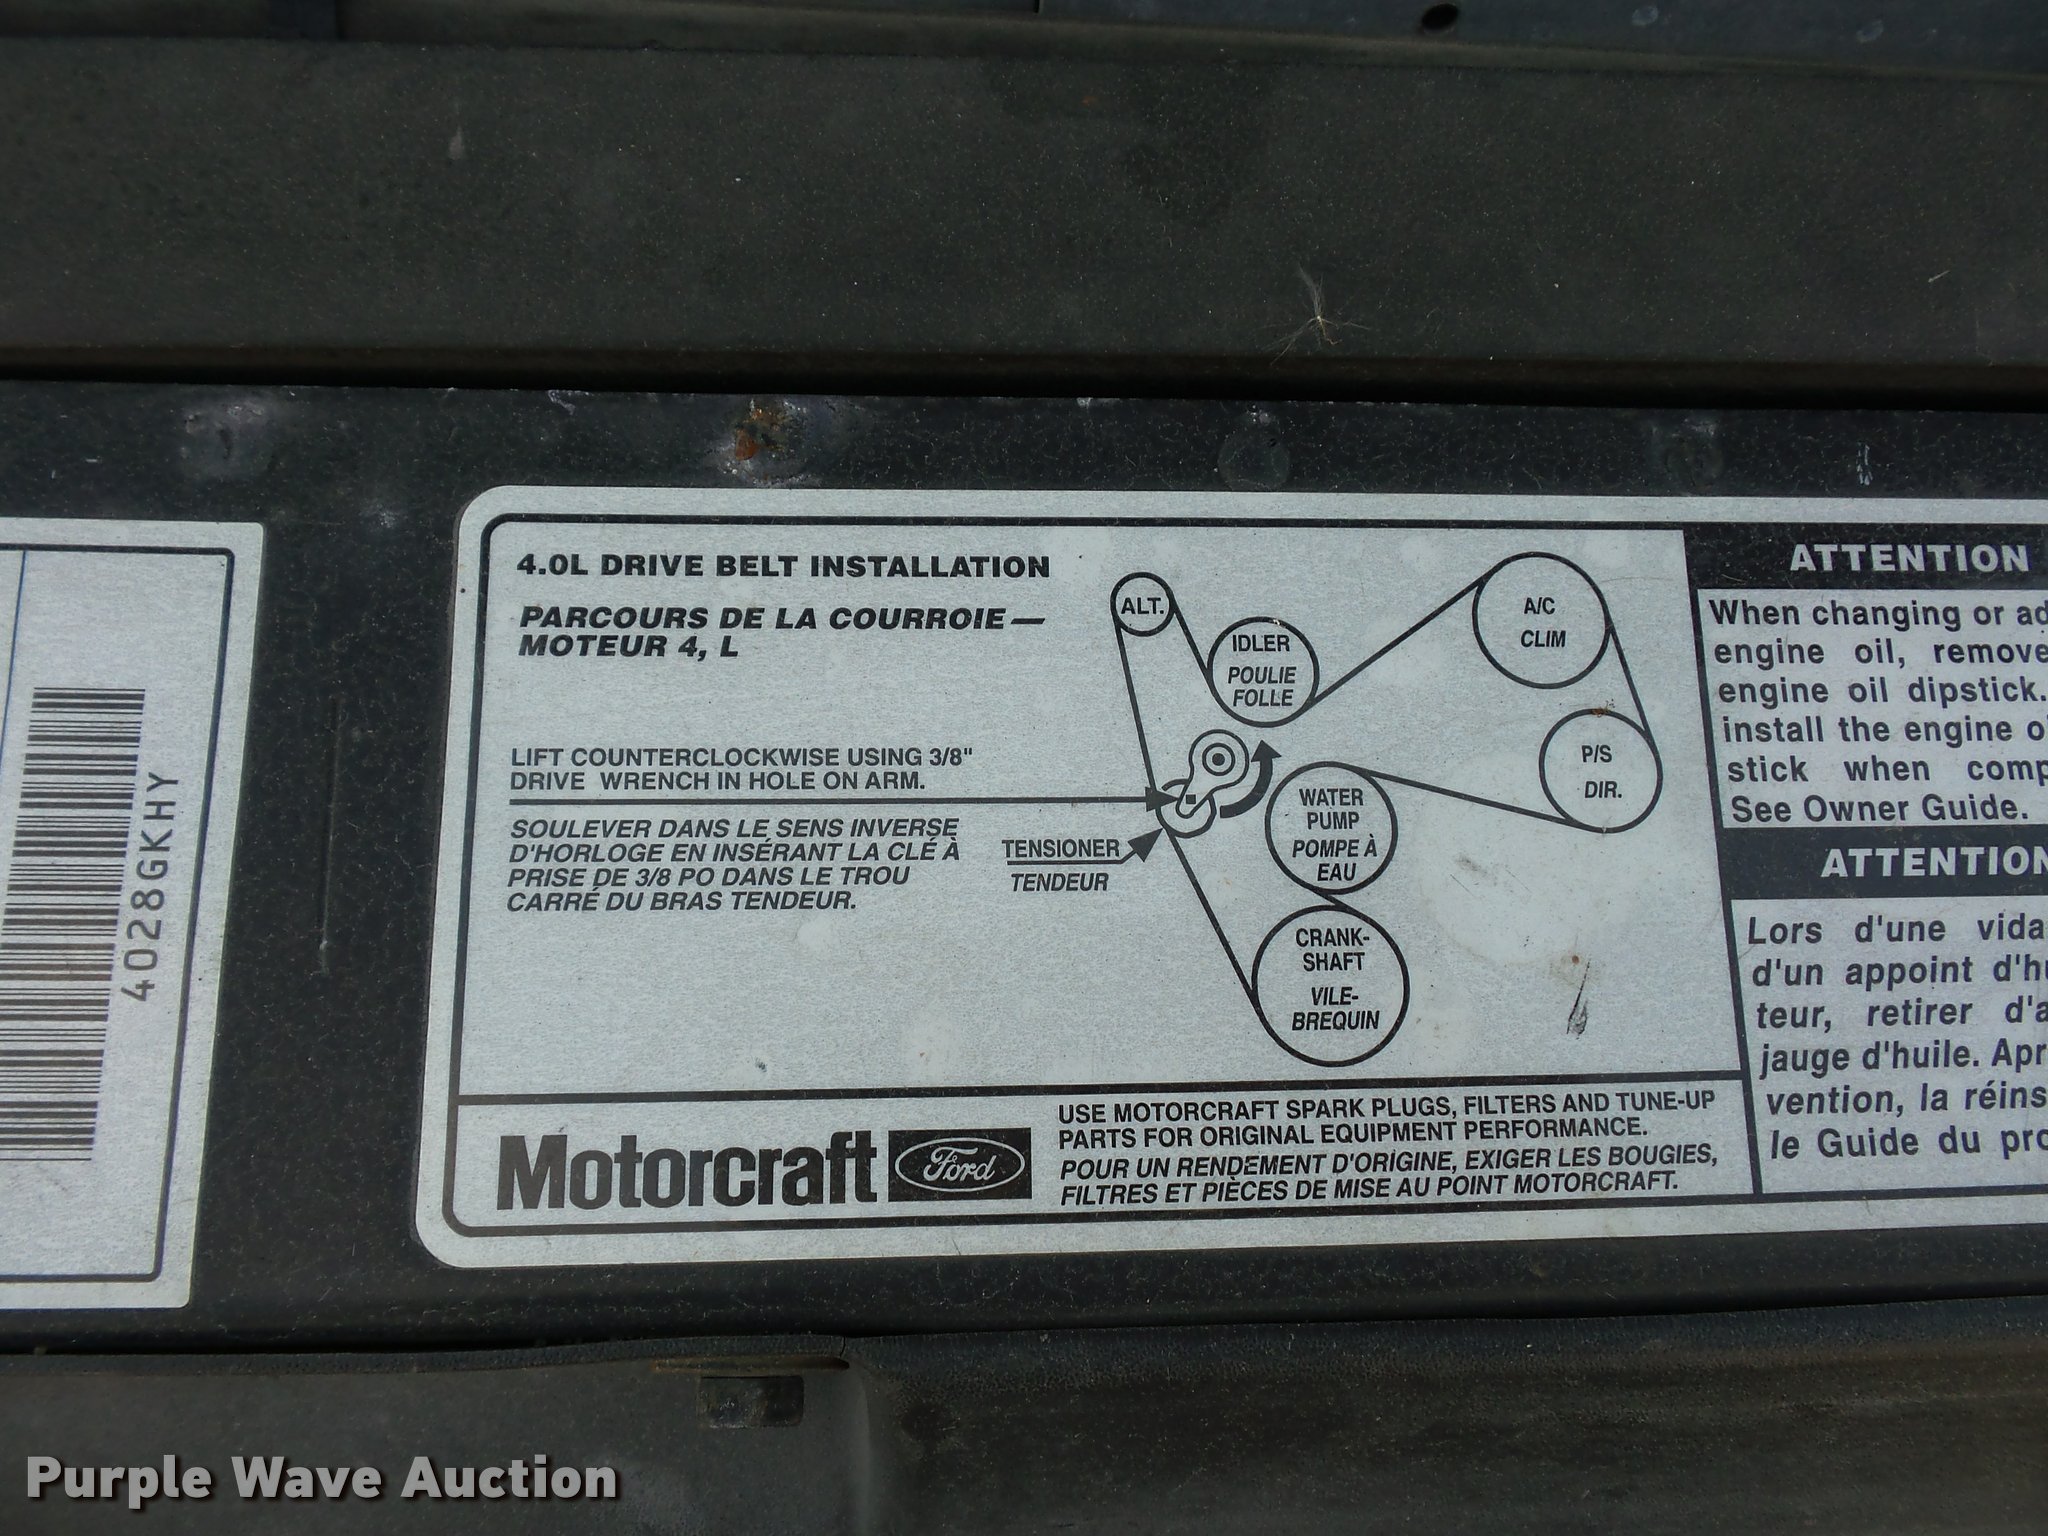 4028GKHY
4.0L DRIVE BELT INSTALLATION
PARCOURS DE LA COURROIE—
MOTEUR 4, L
LIFT COUNTERCLOCKWISE USING 3/8"
DRIVE WRENCH IN HOLE ON ARM.
SOULEVER DANS LE SENS INVERSE
D'HORLOGE EN INSÉRANT LA CLÉ À
PRISE DE 3/8 PO DANS LE TROU
CARRÉ DU BRAS TENDEUR.
TENSIONER
TENDEUR
ALT.
IDLER
POULIE
FOLLE
A/C
CLIM
P/S
DIR.
WATER
PUMP
POMPE À
EAU
CRANK-
SHAFT
VILE-
BREQUIN
Motorcraft
Ford
USE MOTORCRAFT SPARK PLUGS, FILTERS AND TUNE-UP
PARTS FOR ORIGINAL EQUIPMENT PERFORMANCE.
POUR UN RENDEMENT D'ORIGINE, EXIGER LES BOUGIES,
FILTRES ET PIÈCES DE MISE AU POINT MOTORCRAFT.
ATTENTION
When changing or ad
engine oil, remove
engine oil dipstick.
install the engine oi
stick when comp
See Owner Guide.
ATTENTION
Lors d'une vida
d'un appoint d'hu
teur, retirer d'a
jauge d'huile. Apr
vention, la réins
le Guide du pro
Purple Wave Auction